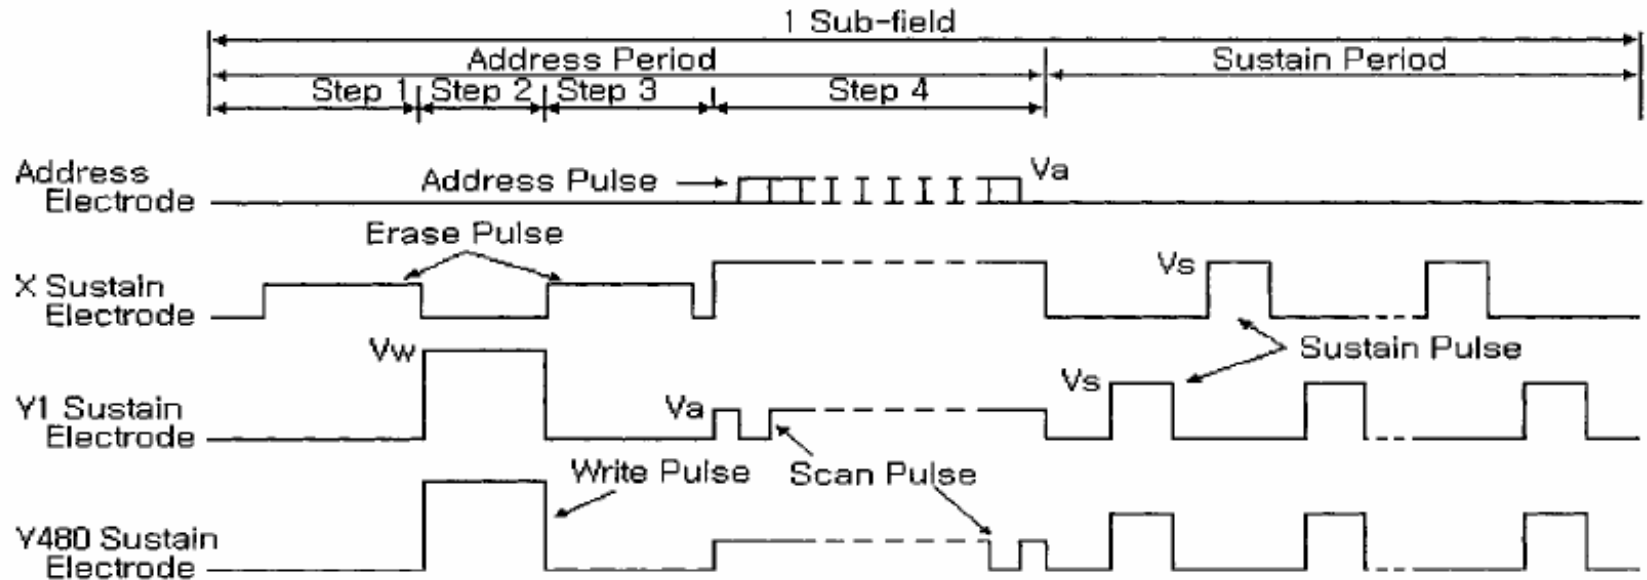 1 Sub-field
Address Period
Sustain Period
Step 1
Step 2
Step 3
Step 4
Address
Electrode
Address Pulse
Va
Erase Pulse
X Sustain
Electrode
Vs
Vw
Sustain Pulse
Y1 Sustain
Electrode
Va
Vs
Write Pulse
Scan Pulse
Y480 Sustain
Electrode